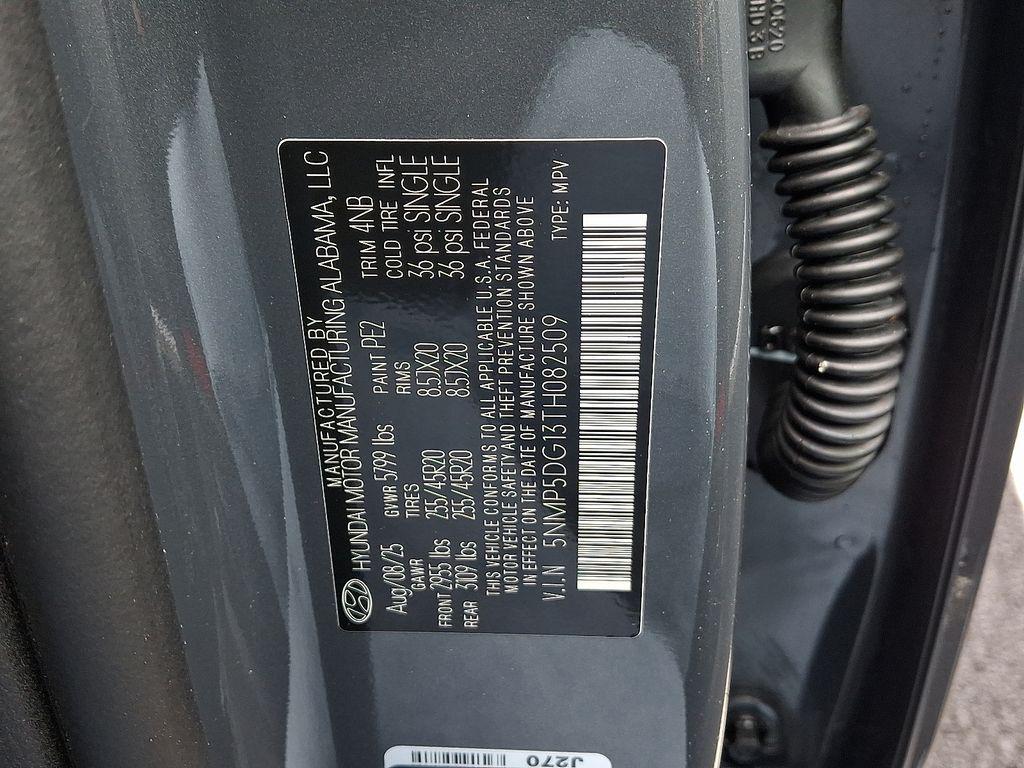 MANUFACTURED BY
HYUNDAI MOTOR MANUFACTURING ALABAMA, LLC
Aug/08/25 GVWR 5799 lbs PAINT PE2 TRIM 4NB
GAWR TIRES RIMS COLD TIRE INFL
FRONT 2935 lbs 255/45R20 8.5JX20 36 psi SINGLE
REAR 3109 lbs 255/45R20 8.5JX20 36 psi SINGLE
THIS VEHICLE CONFORMS TO ALL APPLICABLE U.S.A. FEDERAL
MOTOR VEHICLE SAFETY AND THEFT PREVENTION STANDARDS
IN EFFECT ON THE DATE OF MANUFACTURE SHOWN ABOVE
V.I.N 5NMP5DG13TH082509 TYPE: MPV
J270